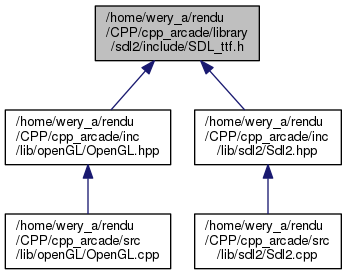 /home/wery_a/rendu
/CPP/cpp_arcade/library
/sdl2/include/SDL_ttf.h
/home/wery_a/rendu
/CPP/cpp_arcade/inc
/lib/openGL/OpenGL.hpp
/home/wery_a/rendu
/CPP/cpp_arcade/inc
/lib/sdl2/Sdl2.hpp
/home/wery_a/rendu
/CPP/cpp_arcade/src
/lib/openGL/OpenGL.cpp
/home/wery_a/rendu
/CPP/cpp_arcade/src
/lib/sdl2/Sdl2.cpp